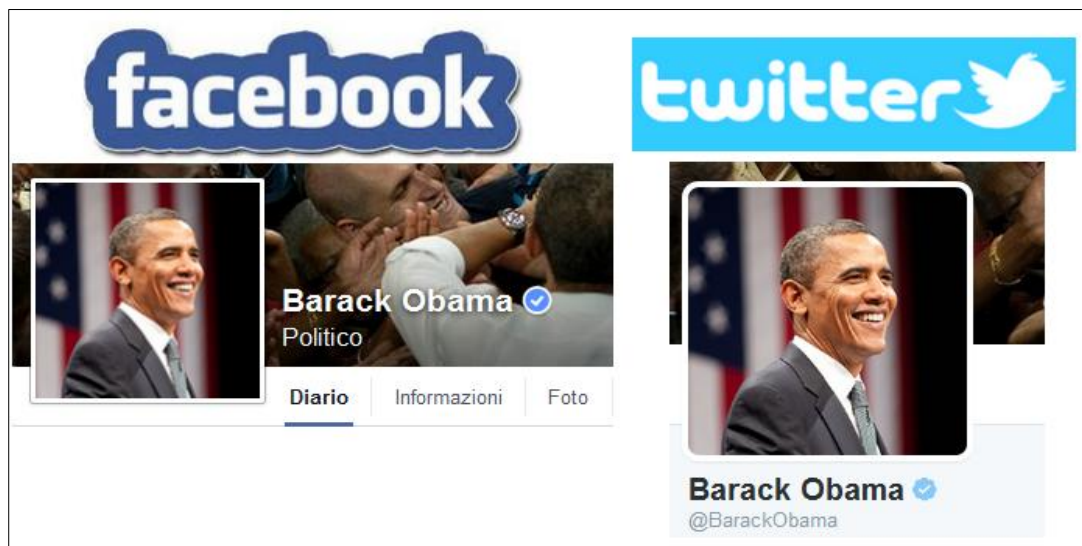 facebook
twitter
Barack Obama
Politico
Diario Informazioni Foto
Barack Obama
@BarackObama